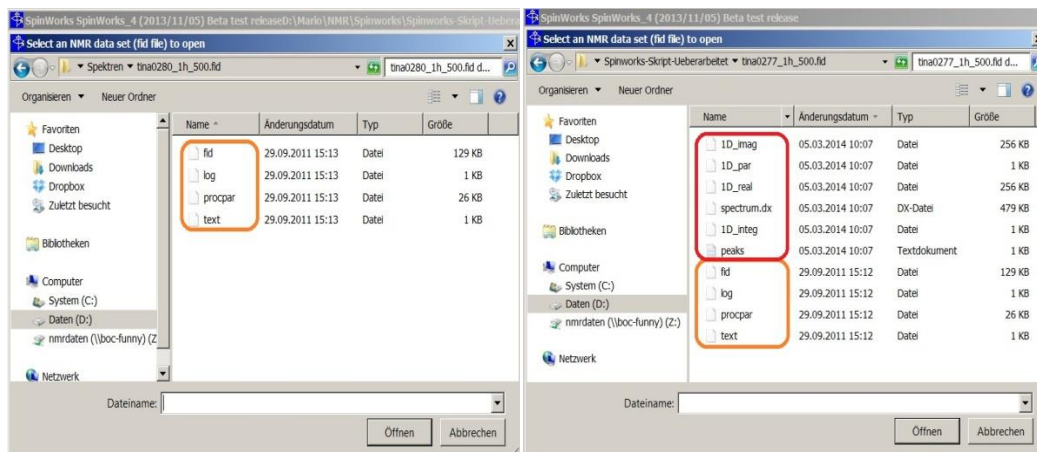 SpinWorks SpinWorks_4 (2013/11/05) Beta test releaseD:\Mario\NMR\Spinworks\Spinworks-Skript-Uebera
Select an NMR data set (fid file) to open
Spektren tina0280_1h_500.fid
tina0280_1h_500.fid d...
Organisieren Neuer Ordner
Favoriten
Desktop
Downloads
Dropbox
Zuletzt besucht
Bibliotheken
Computer
System (C:)
Daten (D:)
nmrdaten (\\boc-funny) (Z
Netzwerk
Name Änderungsdatum Typ Größe
fid 29.09.2011 15:13 Datei 129 KB
log 29.09.2011 15:13 Datei 1 KB
procpar 29.09.2011 15:13 Datei 26 KB
text 29.09.2011 15:13 Datei 1 KB
Dateiname:
Öffnen Abbrechen
SpinWorks SpinWorks_4 (2013/11/05) Beta test release
Select an NMR data set (fid file) to open
Spinworks-Skript-Ueberarbeitet tina0277_1h_500.fid
tina0277_1h_500.fid d...
Organisieren Neuer Ordner
Favoriten
Desktop
Downloads
Dropbox
Zuletzt besucht
Bibliotheken
Computer
System (C:)
Daten (D:)
nmrdaten (\\boc-funny) (Z:)
Netzwerk
Name Änderungsdatum Typ Größe
1D_imag 05.03.2014 10:07 Datei 256 KB
1D_par 05.03.2014 10:07 Datei 1 KB
1D_real 05.03.2014 10:07 Datei 256 KB
spectrum.dx 05.03.2014 10:07 DX-Datei 479 KB
1D_integ 05.03.2014 10:07 Datei 1 KB
peaks 05.03.2014 10:07 Textdokument 1 KB
fid 29.09.2011 15:12 Datei 129 KB
log 29.09.2011 15:12 Datei 1 KB
procpar 29.09.2011 15:12 Datei 26 KB
text 29.09.2011 15:12 Datei 1 KB
Dateiname:
Öffnen Abbrechen